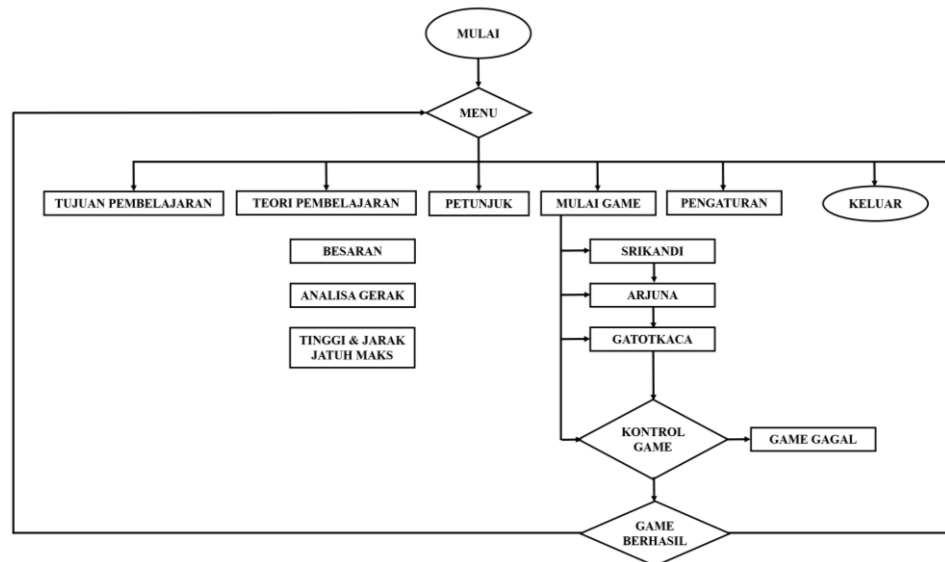 MULAI
MENU
TUJUAN PEMBELAJARAN
TEORI PEMBELAJARAN
PETUNJUK
MULAI GAME
PENGATURAN
KELUAR
BESARAN
SRIKANDI
ANALISA GERAK
ARJUNA
TINGGI & JARAK
JATUH MAKS
GATOTKACA
KONTROL
GAME
GAME GAGAL
GAME
BERHASIL